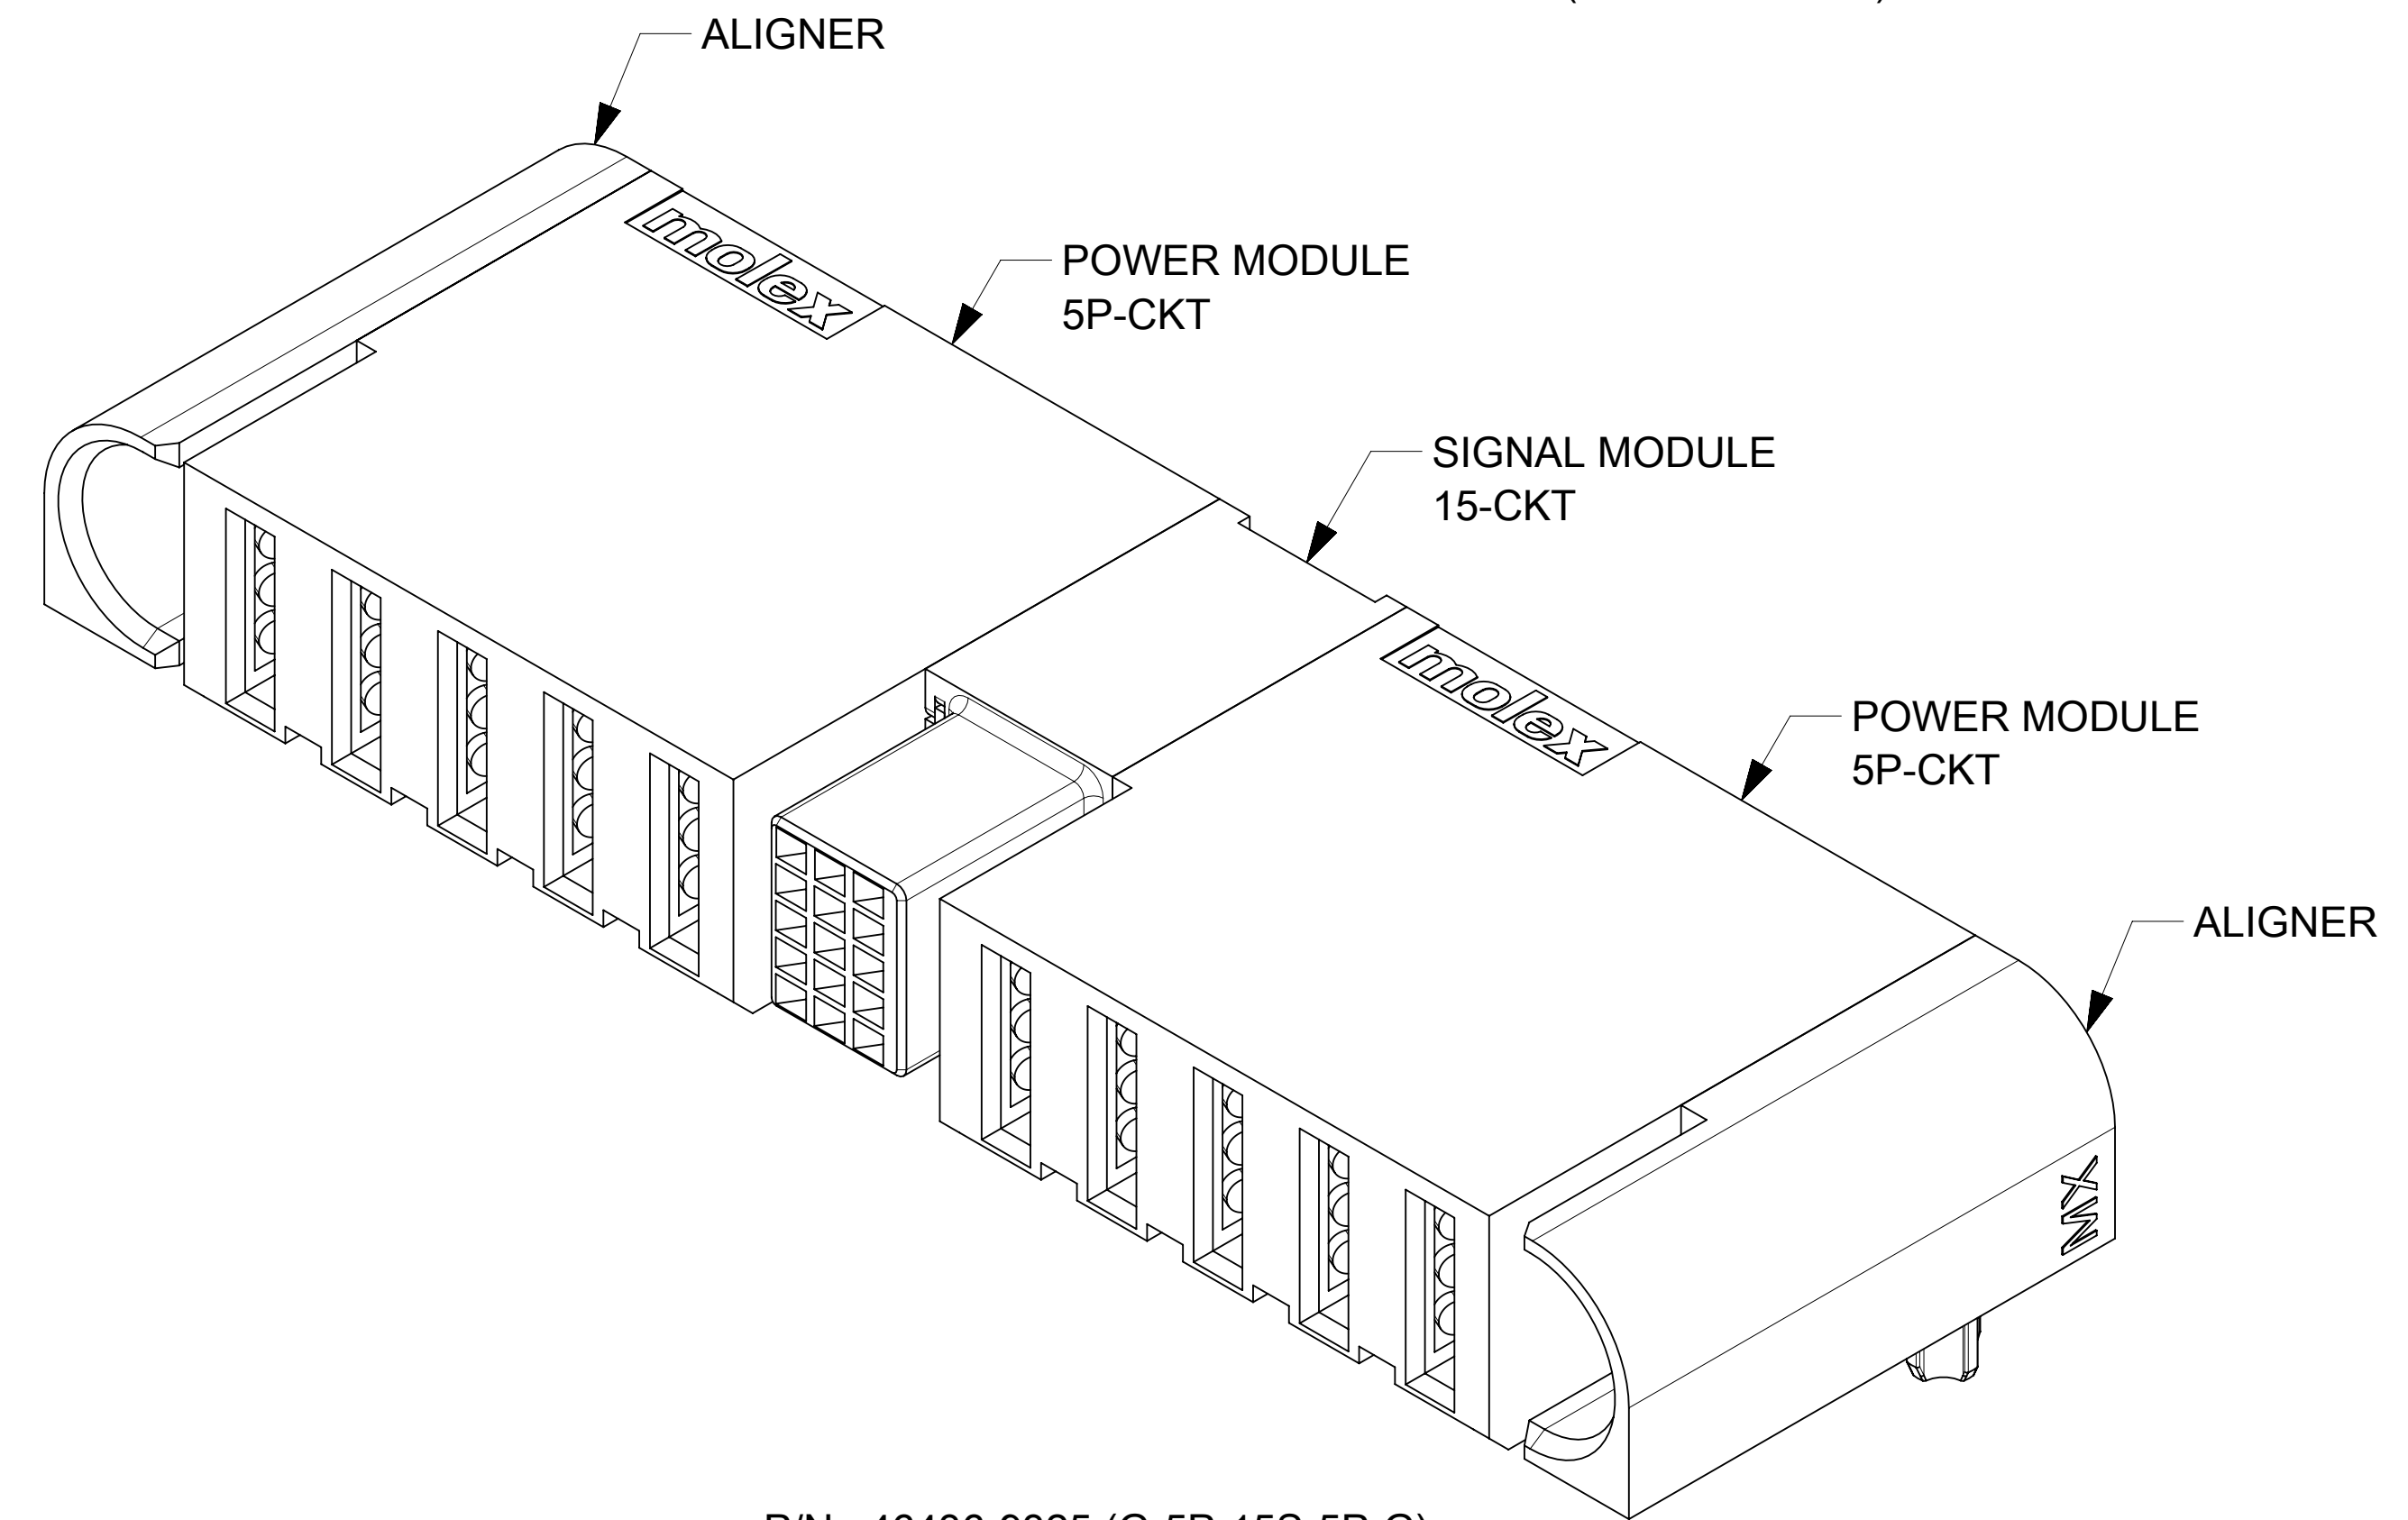 ALIGNER
molex
POWER MODULE
5P-CKT
SIGNAL MODULE
15-CKT
molex
POWER MODULE
5P-CKT
ALIGNER
MX